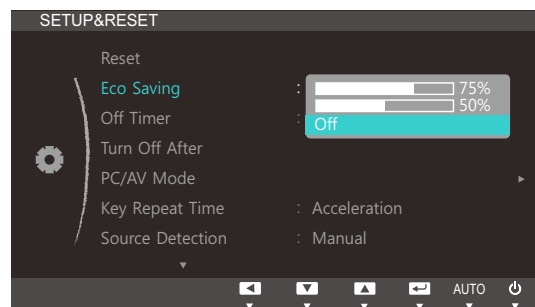 SETUP&RESET
Reset
Eco Saving : 75%
50%
Off Timer : Off
Turn Off After
PC/AV Mode
Key Repeat Time : Acceleration
Source Detection : Manual
AUTO